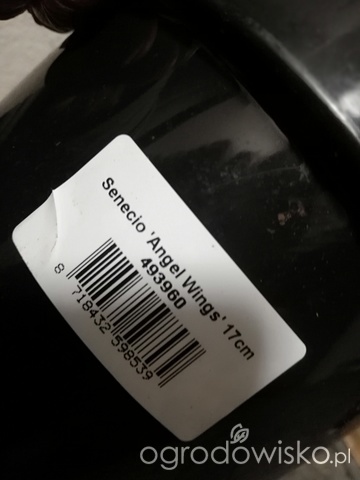 Senecio 'Angel Wings' 17cm
493960
8 718432 598539
ogrodowisko.pl